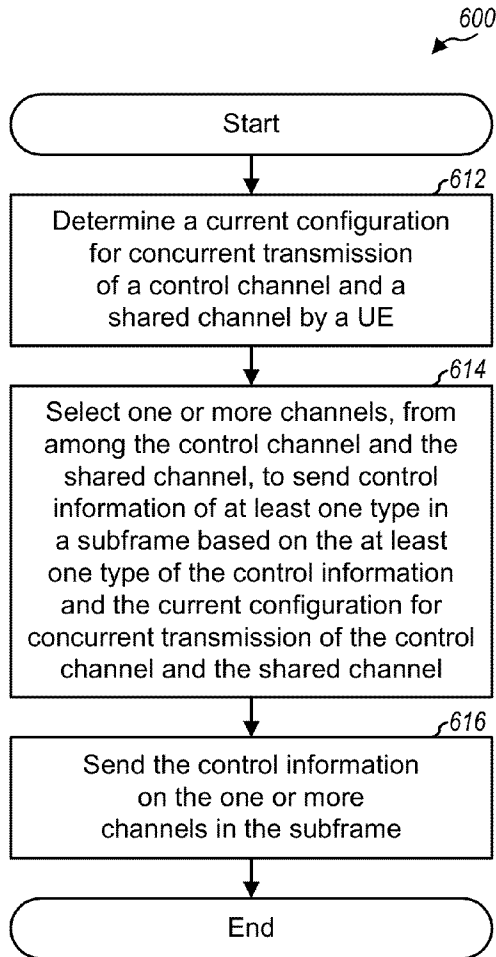 600
Start
612
Determine a current configuration
for concurrent transmission
of a control channel and a
shared channel by a UE
614
Select one or more channels, from
among the control channel and the
shared channel, to send control
information of at least one type in
a subframe based on the at least
one type of the control information
and the current configuration for
concurrent transmission of the control
channel and the shared channel
616
Send the control information
on the one or more
channels in the subframe
End